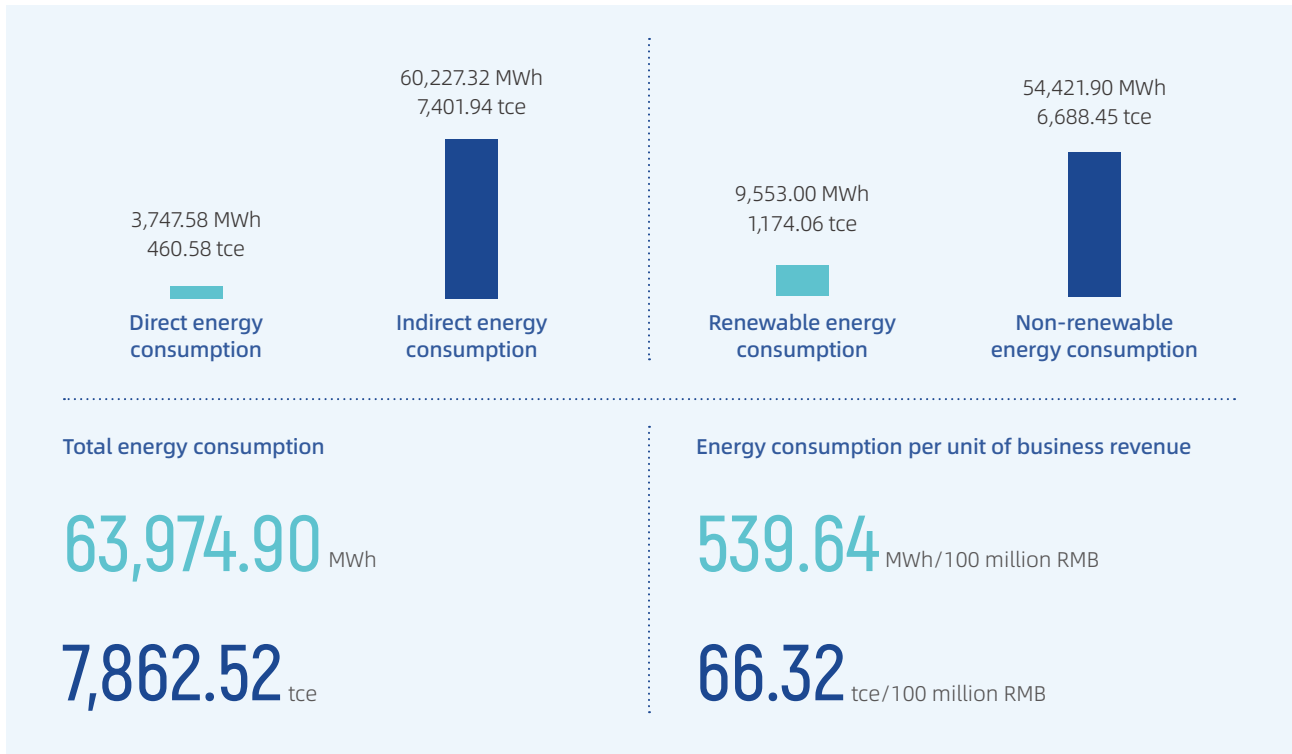 3,747.58 MWh
460.58 tce
Direct energy
consumption
60,227.32 MWh
7,401.94 tce
Indirect energy
consumption
9,553.00 MWh
1,174.06 tce
Renewable energy
consumption
54,421.90 MWh
6,688.45 tce
Non-renewable
energy consumption
Total energy consumption
63,974.90 MWh
7,862.52 tce
Energy consumption per unit of business revenue
539.64 MWh/100 million RMB
66.32 tce/100 million RMB